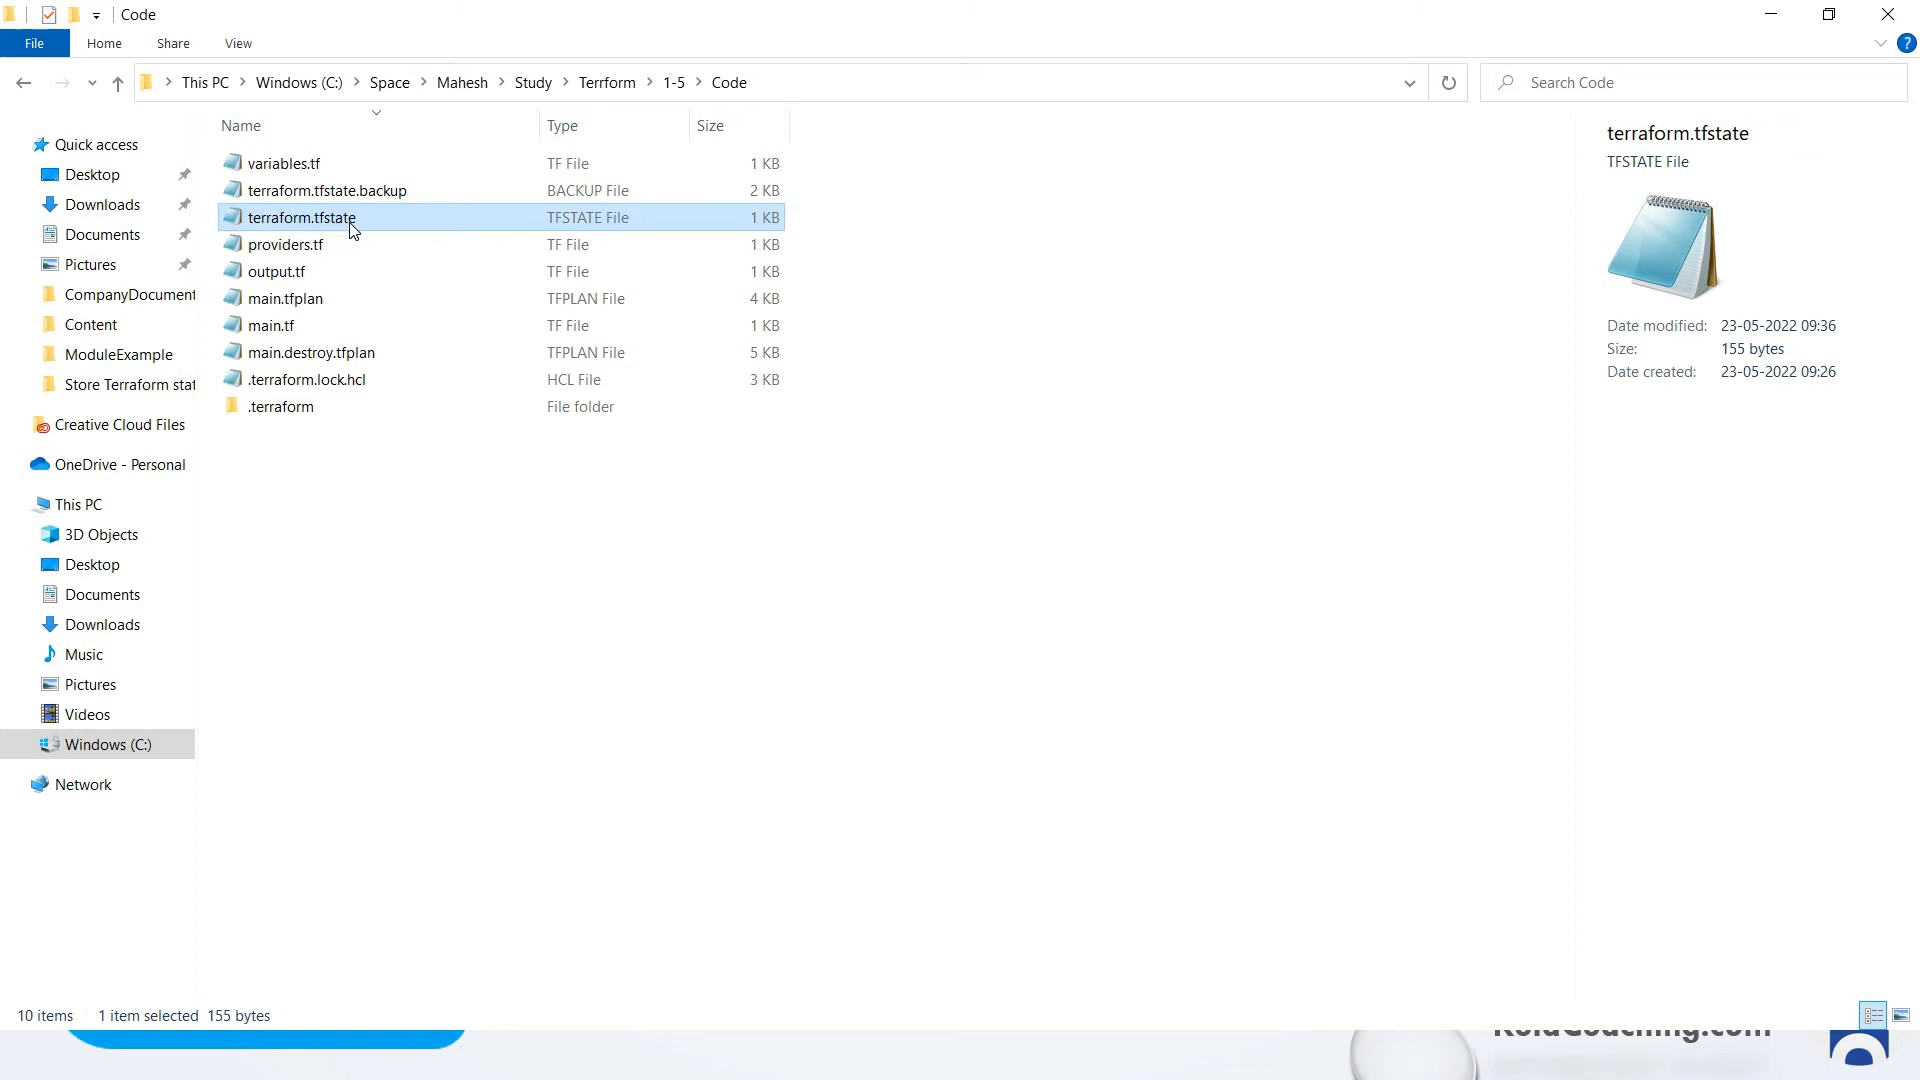 Code
File
Home
Share
View
This PC
Windows (C:)
Space
Mahesh
Study
Terrform
1-5
Code
Search Code
Name
Type
Size
Quick access
Desktop
Downloads
Documents
Pictures
CompanyDocument
Content
ModuleExample
Store Terraform stat
Creative Cloud Files
OneDrive - Personal
This PC
3D Objects
Desktop
Documents
Downloads
Music
Pictures
Videos
Windows (C:)
Network
variables.tf TF File 1 KB
terraform.tfstate.backup BACKUP File 2 KB
terraform.tfstate TFSTATE File 1 KB
providers.tf TF File 1 KB
output.tf TF File 1 KB
main.tfplan TFPLAN File 4 KB
main.tf TF File 1 KB
main.destroy.tfplan TFPLAN File 5 KB
.terraform.lock.hcl HCL File 3 KB
.terraform File folder
terraform.tfstate
TFSTATE File
Date modified: 23-05-2022 09:36
Size: 155 bytes
Date created: 23-05-2022 09:26
10 items 1 item selected 155 bytes